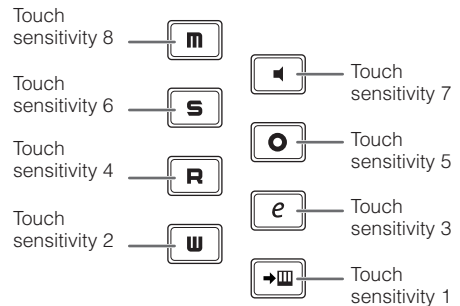 Touch
sensitivity 8
m
Touch
sensitivity 7
Touch
sensitivity 6
S
Touch
sensitivity 5
O
Touch
sensitivity 4
R
Touch
sensitivity 3
e
Touch
sensitivity 2
W
Touch
sensitivity 1